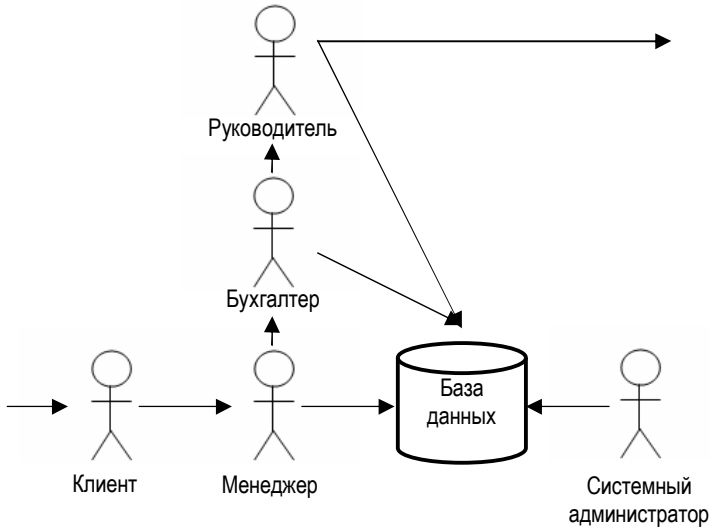 Руководитель
Бухгалтер
База
данных
Клиент
Менеджер
Системный
администратор